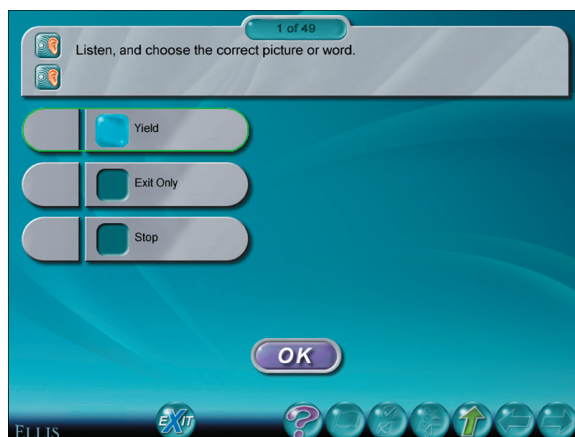 1 of 49
Listen, and choose the correct picture or word.
Yield
Exit Only
Stop
OK
EXIT
?
ELLIS